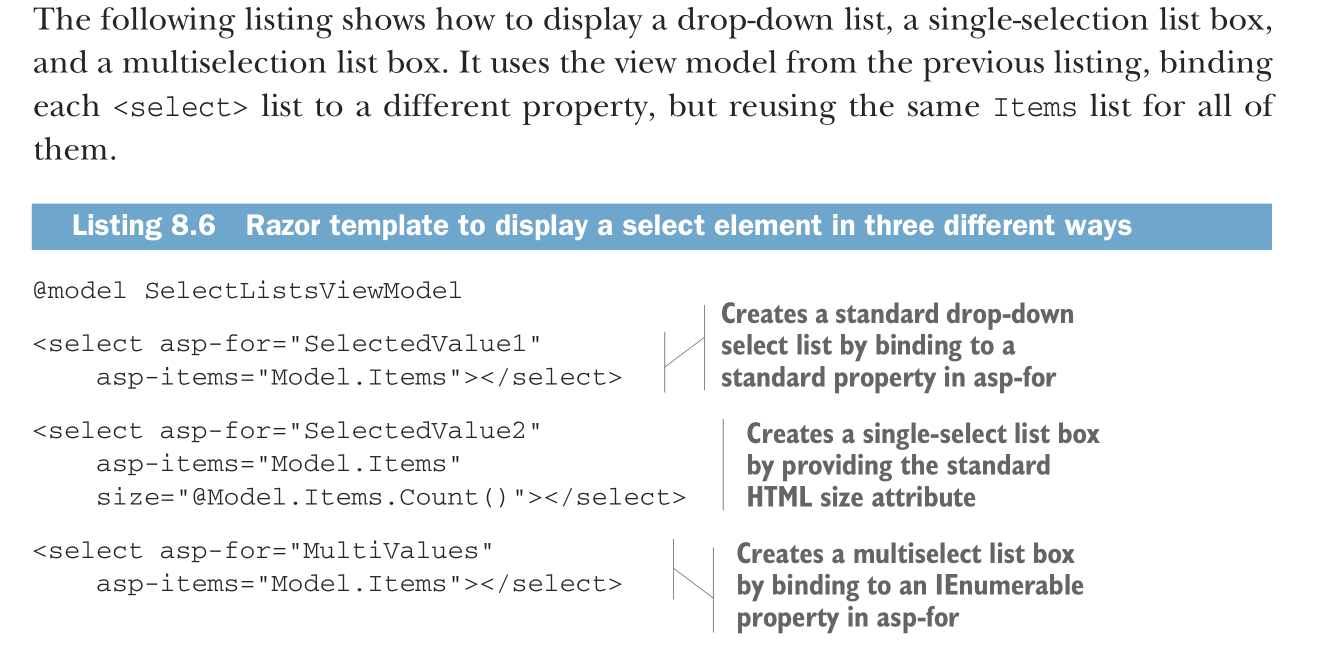 The following listing shows how to display a drop-down list, a single-selection list box,
and a multiselection list box. It uses the view model from the previous listing, binding
each <select> list to a different property, but reusing the same Items list for all of
them.
Listing 8.6 Razor template to display a select element in three different ways
@model SelectListsViewModel
<select asp-for="SelectedValue1"
asp-items="Model.Items"></select>
Creates a standard drop-down
select list by binding to a
standard property in asp-for
<select asp-for="SelectedValue2"
asp-items="Model.Items"
size="@Model.Items.Count()"></select>
Creates a single-select list box
by providing the standard
HTML size attribute
<select asp-for="MultiValues"
asp-items="Model.Items"></select>
Creates a multiselect list box
by binding to an IEnumerable
property in asp-for